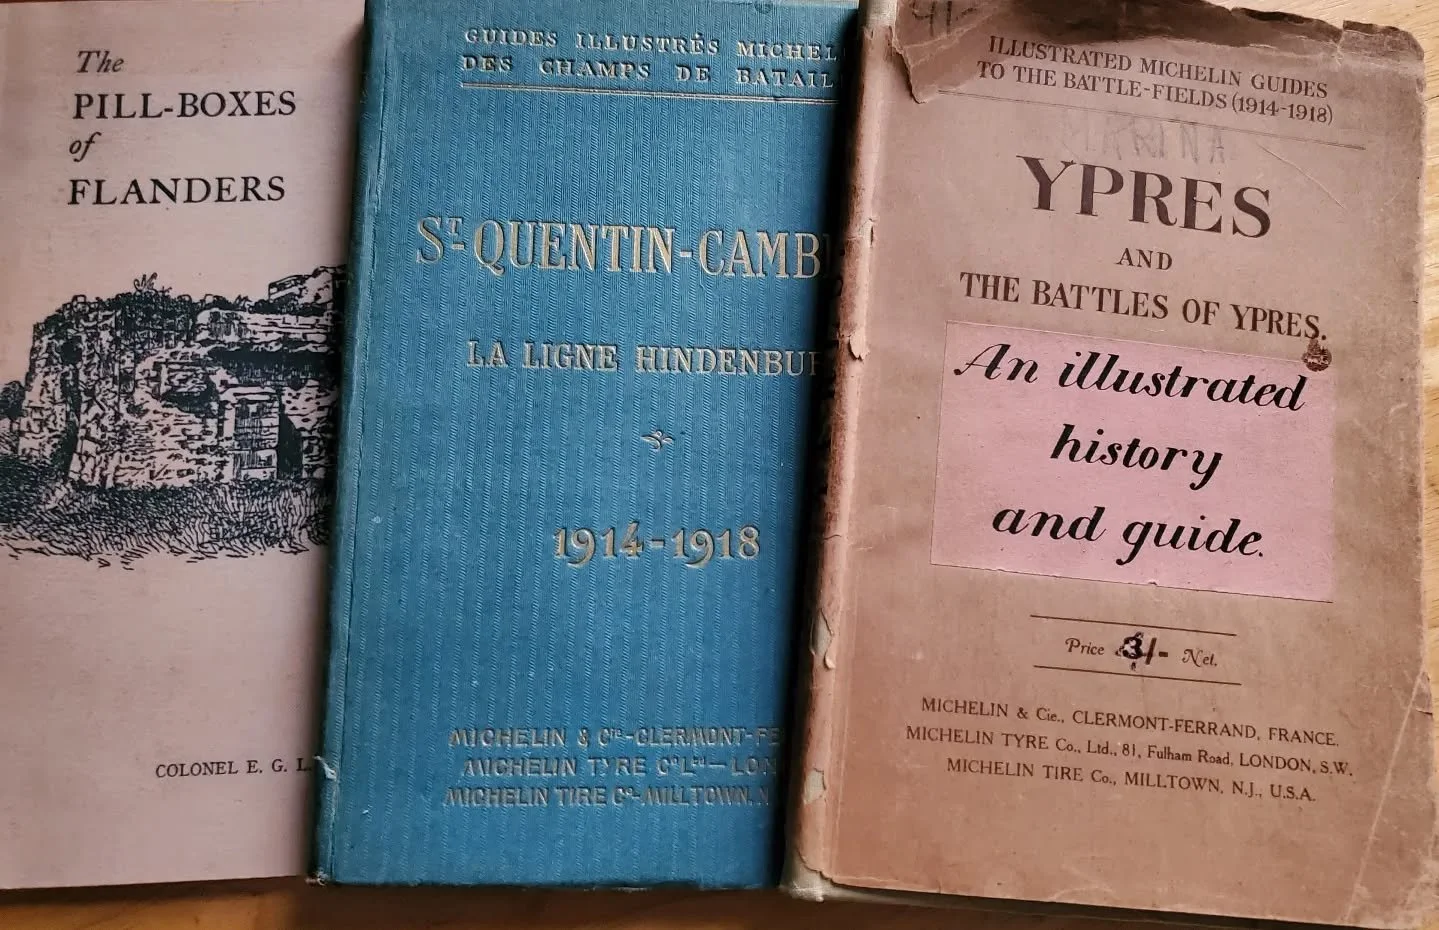 The
PILL-BOXES
of
FLANDERS
COLONEL E. G. L.
GUIDES ILLUSTRÉS MICHEL
DES CHAMPS DE BATAIL
ST QUENTIN-CAMB
LA LIGNE HINDENBU
1914-1918
MICHELIN & Cie-CLERMONT-FE
MICHELIN TYRE Co Ltd - LON
MICHELIN TIRE Co-MILLTOWN. N
41-
ILLUSTRATED MICHELIN GUIDES
TO THE BATTLE-FIELDS (1914-1918)
YPRES
AND
THE BATTLES OF YPRES.
An illustrated
history
and guide.
Price 3/- Net.
MICHELIN & Cie., CLERMONT-FERRAND, FRANCE.
MICHELIN TYRE Co., Ltd., 81, Fulham Road, LONDON, S.W.
MICHELIN TIRE Co., MILLTOWN, N.J., U.S.A.